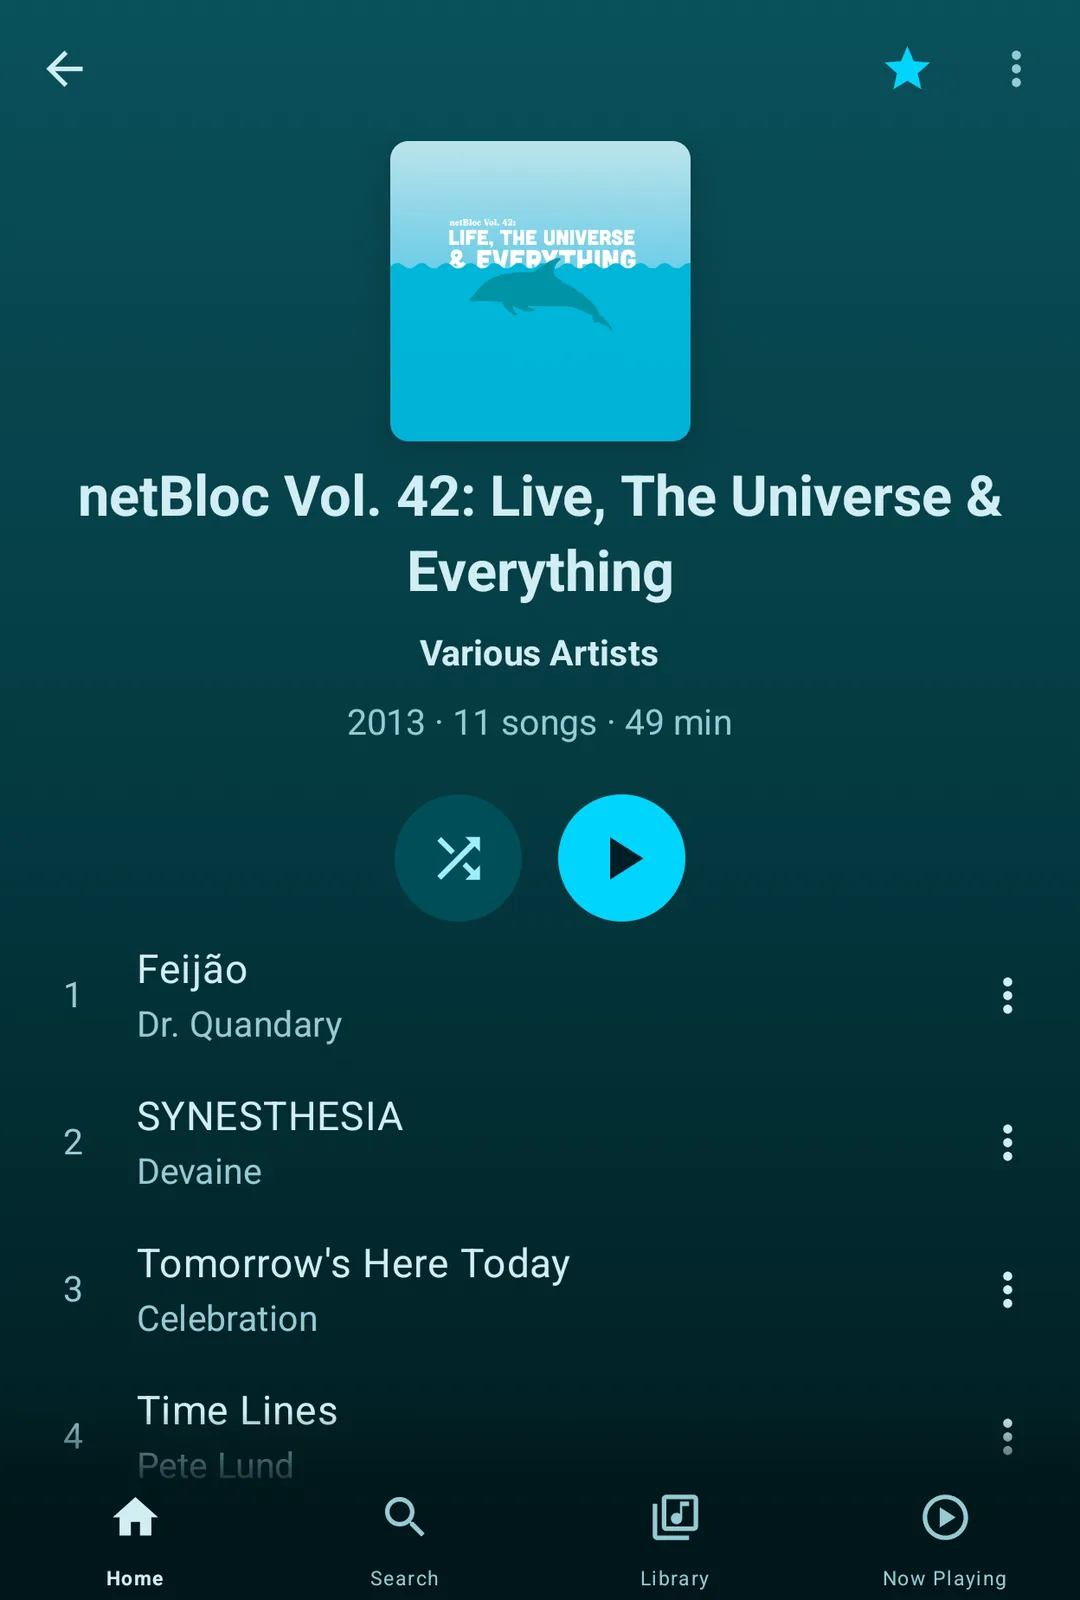 netBloc Vol. 42:
LIFE, THE UNIVERSE
& EVERYTHING
netBloc Vol. 42: Live, The Universe &
Everything
Various Artists
2013 · 11 songs · 49 min
1
Feijão
Dr. Quandary
2
SYNESTHESIA
Devaine
3
Tomorrow's Here Today
Celebration
4
Time Lines
Pete Lund
Home
Search
Library
Now Playing